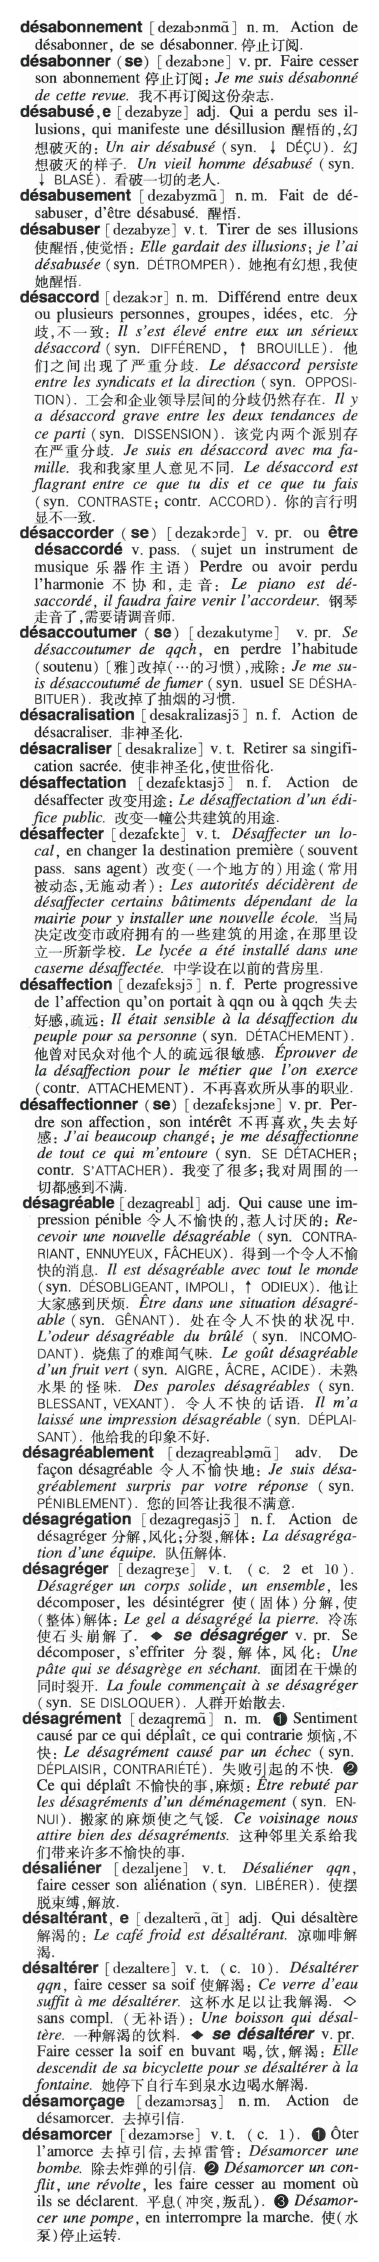 désabonnement [dezabɔnmɑ̃] n. m. Action de
désabonner, de se désabonner. 停止订阅.
désabonner (se) [dezabɔne] v. pr. Faire cesser
son abonnement 停止订阅: Je me suis désabonné
de cette revue. 我不再订阅这份杂志.
désabusé, e [dezabyze] adj. Qui a perdu ses il-
lusions, qui manifeste une désillusion 醒悟的,幻
想破灭的: Un air désabusé (syn. ↓ DÉÇU). 幻
想破灭的样子. Un vieil homme désabusé (syn.
↓ BLASÉ). 看破一切的老人.
désabusement [dezabyzmɑ̃] n. m. Fait de dé-
sabuser, d'être désabusé. 醒悟.
désabuser [dezabyze] v. t. Tirer de ses illusions
使醒悟,使觉悟: Elle gardait des illusions; je l'ai
désabusée (syn. DÉTROMPER). 她抱有幻想,我使
她醒悟.
désaccord [dezakɔr] n. m. Différend entre deux
ou plusieurs personnes, groupes, idées, etc. 分
歧,不一致: Il s'est élevé entre eux un sérieux
désaccord (syn. DIFFÉREND, ↑ BROUILLE). 他
们之间出现了严重分歧. Le désaccord persiste
entre les syndicats et la direction (syn. OPPOSI-
TION). 工会和企业领导层间的分歧仍然存在. Il y
a désaccord grave entre les deux tendances de
ce parti (syn. DISSENSION). 该党内两个派别存
在严重分歧. Je suis en désaccord avec ma fa-
mille. 我和我家里人意见不同. Le désaccord est
flagrant entre ce que tu dis et ce que tu fais
(syn. CONTRASTE; contr. ACCORD). 你的言行明
显不一致.
désaccorder (se) [dezakɔrde] v. pr. ou être
désaccordé v. pass. (sujet un instrument de
musique 乐器作主语) Perdre ou avoir perdu
l'harmonie 不协和,走音: Le piano est dé-
saccordé, il faudra faire venir l'accordeur. 钢琴
走音了,需要请调音师.
désaccoutumer (se) [dezakutyme] v. pr. Se
désaccoutumer de qqch, en perdre l'habitude
(soutenu) [雅]改掉(…的习惯),戒除: Je me su-
is désaccoutumé de fumer (syn. usuel SE DÉSHA-
BITUER). 我改掉了抽烟的习惯.
désacralisation [desakralizasjɔ̃] n. f. Action de
désacraliser. 非神圣化.
désacraliser [desakralize] v. t. Retirer sa singifi-
cation sacrée. 使非神圣化,使世俗化.
désaffectation [dezafɛktasjɔ̃] n. f. Action de
désaffecter 改变用途: Le désaffectation d'un édi-
fice public. 改变一幢公共建筑的用途.
désaffecter [dezafɛkte] v. t. Désaffecter un lo-
cal, en changer la destination première (souvent
pass. sans agent) 改变(一个地方的)用途(常用
被动态,无施动者): Les autorités décidèrent de
désaffecter certains bâtiments dépendant de la
mairie pour y installer une nouvelle école. 当局
决定改变市政府拥有的一些建筑的用途,在那里设
立一所新学校. Le lycée a été installé dans une
caserne désaffectée. 中学设在以前的营房里.
désaffection [dezafɛksjɔ̃] n. f. Perte progressive
de l'affection qu'on portait à qqn ou à qqch 失去
好感,疏远: Il était sensible à la désaffection du
peuple pour sa personne (syn. DÉTACHEMENT).
他曾对民众对他个人的疏远很敏感. Éprouver de
la désaffection pour le métier que l'on exerce
(contr. ATTACHEMENT). 不再喜欢所从事的职业.
désaffectionner (se) [dezafɛksjɔne] v. pr. Per-
dre son affection, son intérêt 不再喜欢,失去好
感: J'ai beaucoup changé; je me désaffectionne
de tout ce qui m'entoure (syn. SE DÉTACHER;
contr. S'ATTACHER). 我变了很多;我对周围的一
切都感到不满.
désagréable [dezagreabl] adj. Qui cause une im-
pression pénible 令人不愉快的,惹人讨厌的: Re-
cevoir une nouvelle désagréable (syn. CONTRA-
RIANT, ENNUYEUX, FÂCHEUX). 得到一个令人不愉
快的消息. Il est désagréable avec tout le monde
(syn. DÉSOBLIGEANT, IMPOLI, ↑ ODIEUX). 他让
大家感到厌烦. Être dans une situation désagré-
able (syn. GÊNANT). 处在令人不快的状况中.
L'odeur désagréable du brûlé (syn. INCOMO-
DANT). 烧焦了的难闻气味. Le goût désagréable
d'un fruit vert (syn. AIGRE, ÂCRE, ACIDE). 未熟
水果的怪味. Des paroles désagréables (syn.
BLESSANT, VEXANT). 令人不快的话语. Il m'a
laissé une impression désagréable (syn. DÉPLAI-
SANT). 他给我的印象不好.
désagréablement [dezagreabləmɑ̃] adv. De
façon désagréable 令人不愉快地: Je suis désa-
gréablement surpris par votre réponse (syn.
PÉNIBLEMENT). 您的回答让我很不满意.
désagrégation [dezagregasjɔ̃] n. f. Action de
désagréger 分解,风化;分裂,解体: La désagréga-
tion d'une équipe. 队伍解体.
désagréger [dezagreʒe] v. t. (c. 2 et 10).
Désagréger un corps solide, un ensemble, les
décomposer, les désintégrer 使(固体)分解,使
(整体)解体: Le gel a désagrégé la pierre. 冷冻
使石头崩解了. ◆ se désagréger v. pr. Se
décomposer, s'effriter 分裂,解体,风化: Une
pâte qui se désagrège en séchant. 面团在干燥的
同时裂开. La foule commençait à se désagréger
(syn. SE DISLOQUER). 人群开始散去.
désagrément [dezagremɑ̃] n. m. ❶ Sentiment
causé par ce qui déplaît, ce qui contrarie 烦恼,不
快: Le désagrément causé par un échec (syn.
DÉPLAISIR, CONTRARIÉTÉ). 失败引起的不快. ❷
Ce qui déplaît 不愉快的事,麻烦: Être rebuté par
les désagréments d'un déménagement (syn. EN-
NUI). 搬家的麻烦使之气馁. Ce voisinage nous
attire bien des désagréments. 这种邻里关系给我
们带来许多不愉快的事.
désaliéner [dezaljene] v. t. Désaliéner qqn,
faire cesser son aliénation (syn. LIBÉRER). 使摆
脱束缚,解放.
désaltérant, e [dezalterɑ̃, ɑ̃t] adj. Qui désaltère
解渴的: Le café froid est désaltérant. 凉咖啡解
渴.
désaltérer [dezaltere] v. t. (c. 10). Désaltérer
qqn, faire cesser sa soif 使解渴: Ce verre d'eau
suffit à me désaltérer. 这杯水足以让我解渴. ◇
sans compl. (无补语): Une boisson qui désal-
tère. 一种解渴的饮料. ◆ se désaltérer v. pr.
Faire cesser la soif en buvant 喝,饮,解渴: Elle
descendit de sa bicyclette pour se désaltérer à la
fontaine. 她停下自行车到泉水边喝水解渴.
désamorçage [dezamɔrsaʒ] n. m. Action de
désamorcer. 去掉引信.
désamorcer [dezamɔrse] v. t. (c. 1). ❶ Ôter
l'amorce 去掉引信,去掉雷管: Désamorcer une
bombe. 除去炸弹的引信. ❷ Désamorcer un con-
flit, une révolte, les faire cesser au moment où
ils se déclarent. 平息(冲突,叛乱). ❸ Désamor-
cer une pompe, en interrompre la marche. 使(水
泵)停止运转.